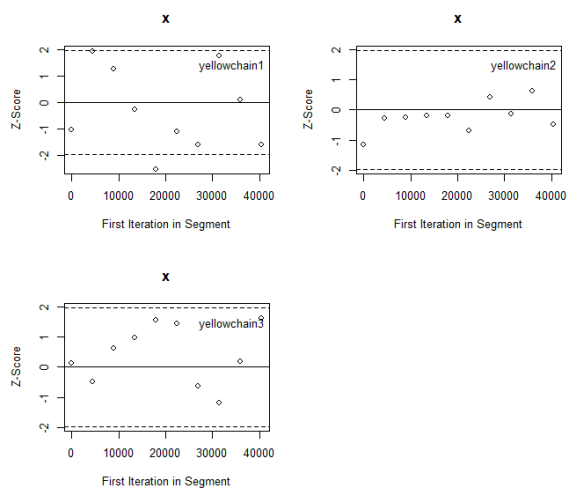 x
yellowchain1
Z-Score
2
1
0
-1
-2
0 10000 20000 30000 40000
First Iteration in Segment
x
yellowchain2
Z-Score
2
1
0
-1
-2
0 10000 20000 30000 40000
First Iteration in Segment
x
yellowchain3
Z-Score
2
1
0
-1
-2
0 10000 20000 30000 40000
First Iteration in Segment